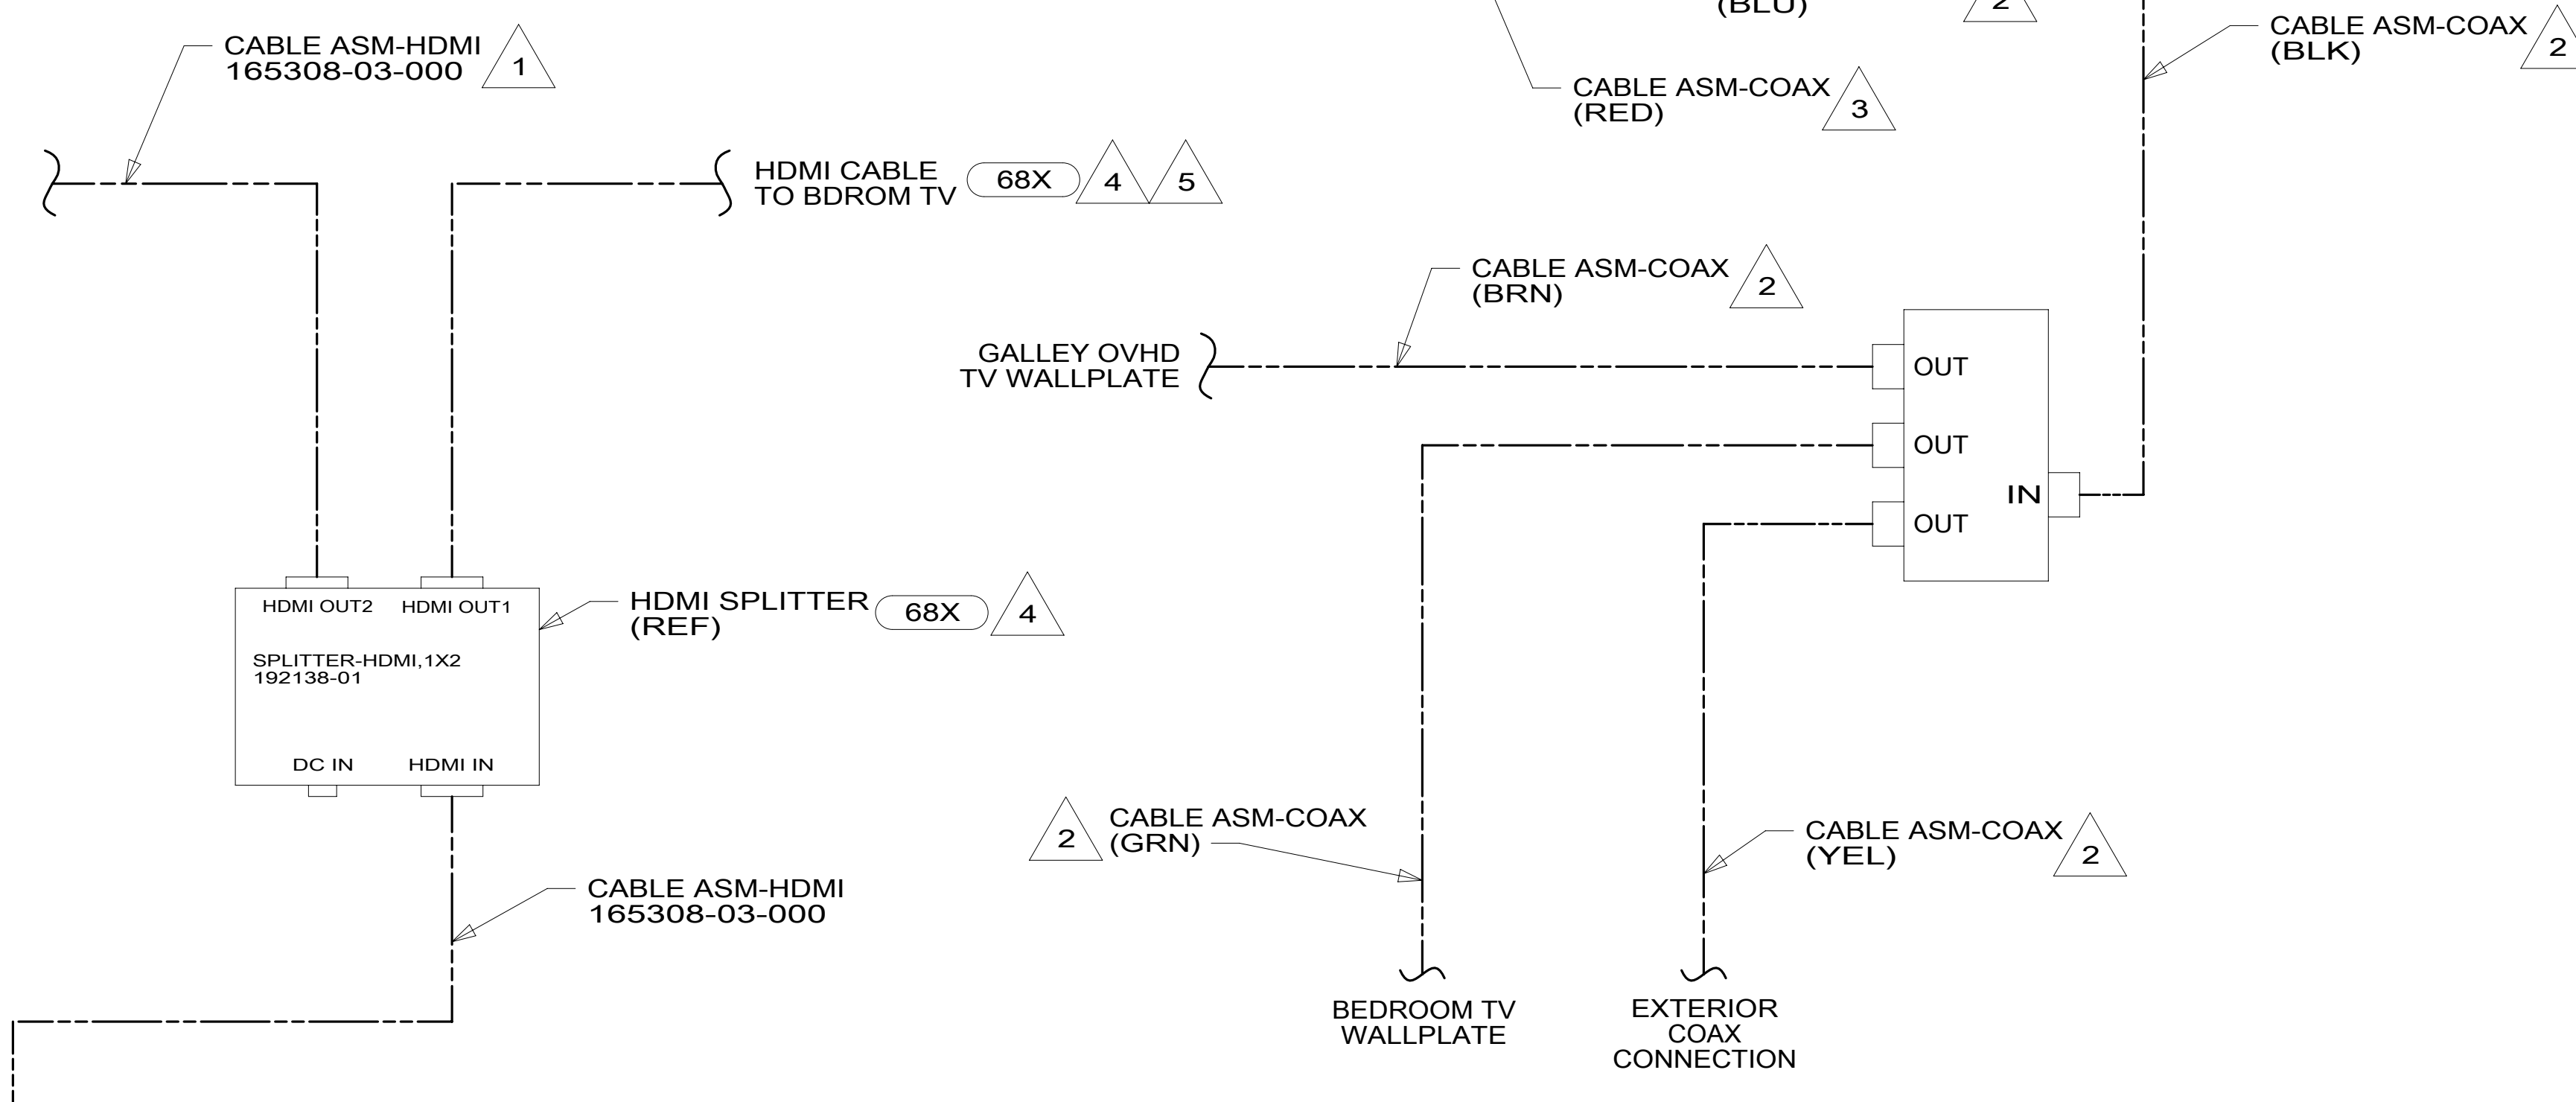 CABLE ASM-HDMI
165308-03-000
1
(BLU)
2
CABLE ASM-COAX
(BLK)
2
CABLE ASM-COAX
(RED)
3
HDMI CABLE
TO BDROM TV
68X
4
5
CABLE ASM-COAX
(BRN)
2
GALLEY OVHD
TV WALLPLATE
OUT
OUT
OUT
IN
HDMI OUT2
HDMI OUT1
SPLITTER-HDMI,1X2
192138-01
DC IN
HDMI IN
HDMI SPLITTER
(REF)
68X
4
CABLE ASM-HDMI
165308-03-000
2
CABLE ASM-COAX
(GRN)
CABLE ASM-COAX
(YEL)
2
BEDROOM TV
WALLPLATE
EXTERIOR
COAX
CONNECTION